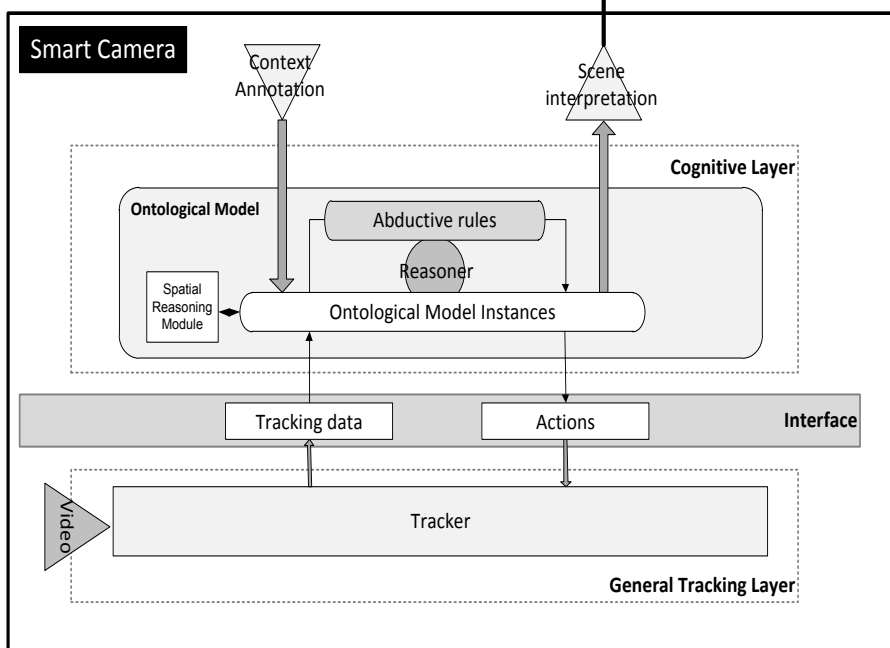 Smart Camera
Context
Annotation
Scene
interpretation
Cognitive Layer
Ontological Model
Abductive rules
Reasoner
Spatial
Reasoning
Module
Ontological Model Instances
Tracking data
Actions
Interface
Video
Tracker
General Tracking Layer